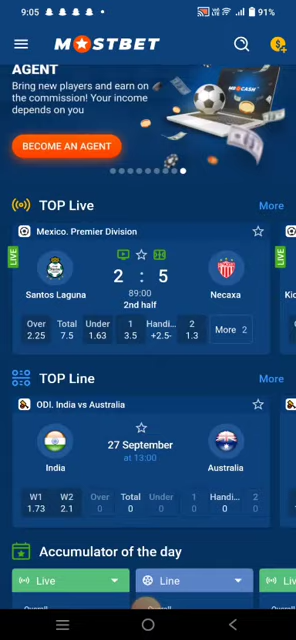 9:05
91%
MOSTBET
AGENT
Bring new players and earn on
the commission! Your income
depends on you
BECOME AN AGENT
TOP Live
More
Mexico. Premier Division
LIVE
LIVE
2 : 5
Santos Laguna
89:00
Necaxa
2nd half
Over Total Under 1 Handi... 2
2.25 7.5 1.63 3.5 +2.5- 1.3
More 2
TOP Line
More
ODI. India vs Australia
27 September
at 13:00
India
Australia
W1 W2 Over Total Under 1 Handi... 2
1.73 2.1 0 0 0 0 0 0
Accumulator of the day
Live
Line
Live